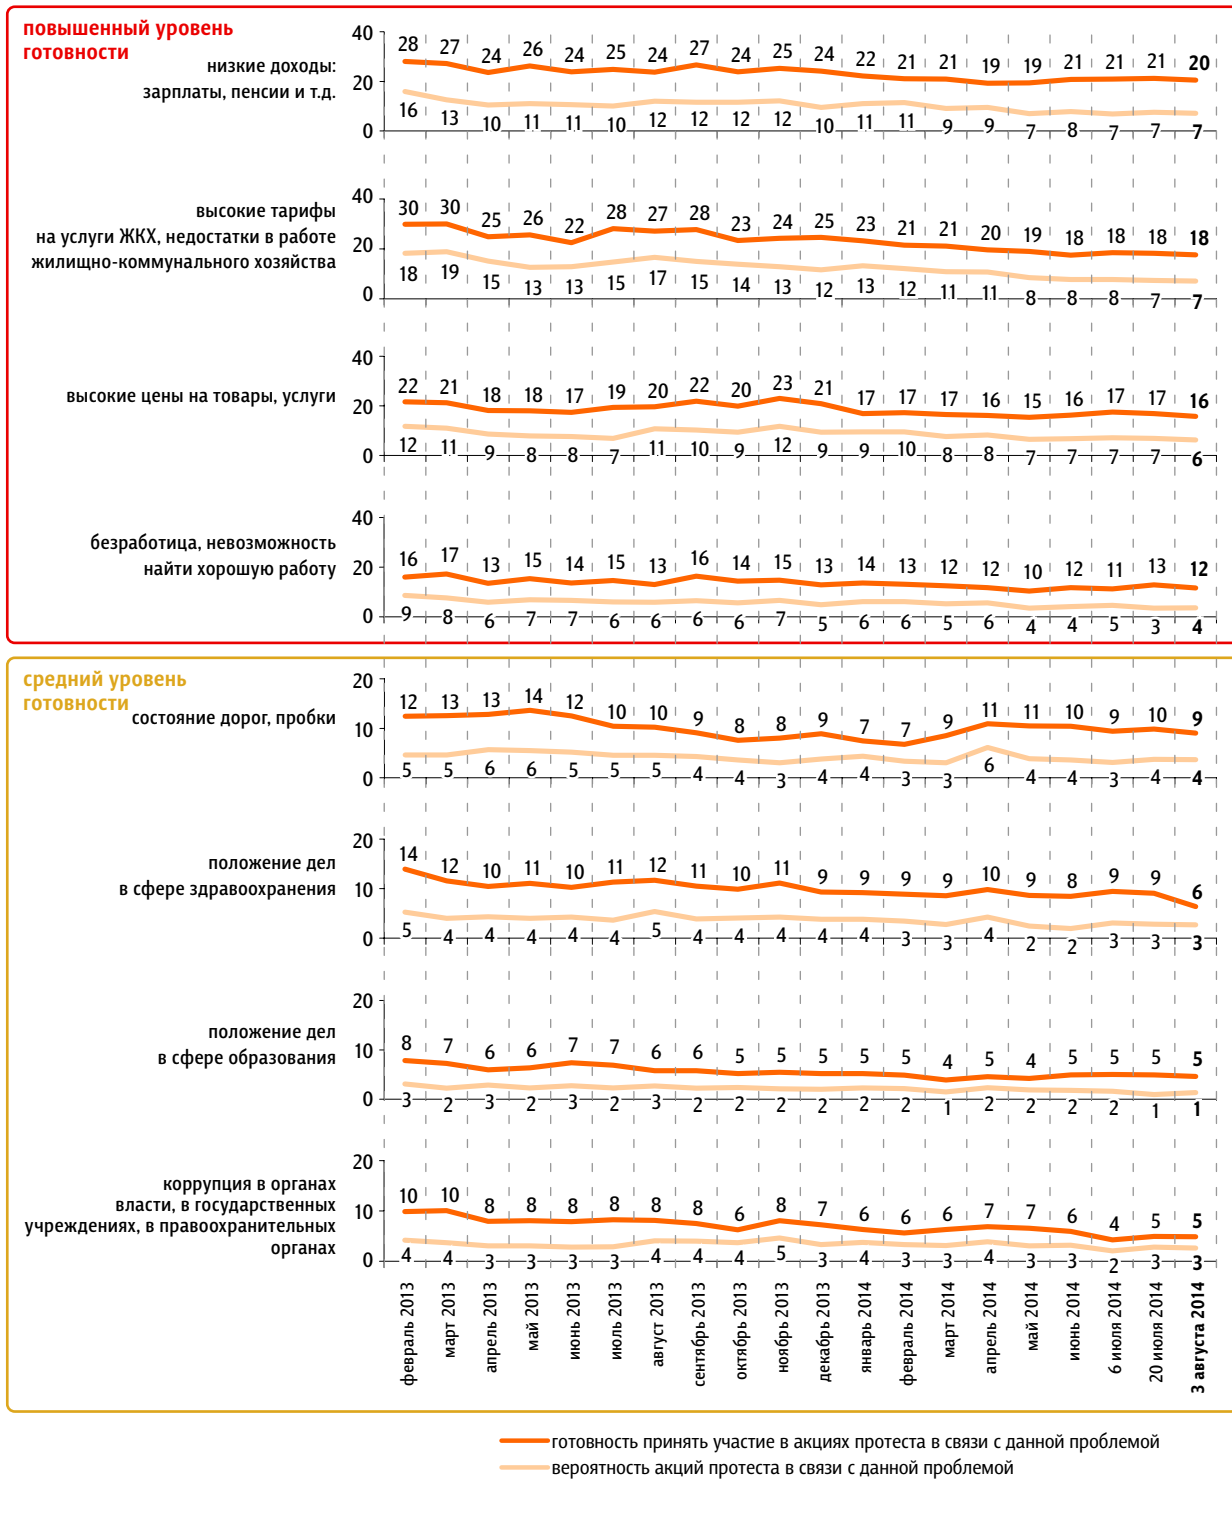 повышенный уровень
готовности
низкие доходы:
зарплаты, пенсии и т.д.
40
20
0
28 27 24 26 24 25 24 27 24 25 24 22 21 21 19 19 21 21 21 20
16 13 10 11 11 10 12 12 12 12 10 11 11 9 9 7 8 7 7 7
высокие тарифы
на услуги ЖКХ, недостатки в работе
жилищно-коммунального хозяйства
40
20
0
30 30 25 26 22 28 27 28 23 24 25 23 21 21 20 19 18 18 18 18
18 19 15 13 13 15 17 15 14 13 12 13 12 11 11 8 8 8 7 7
высокие цены на товары, услуги
40
20
0
22 21 18 18 17 19 20 22 20 23 21 17 17 17 16 15 16 17 17 16
12 11 9 8 8 7 11 10 9 12 9 9 10 8 8 7 7 7 7 6
безработица, невозможность
найти хорошую работу
40
20
0
16 17 13 15 14 15 13 16 14 15 13 14 13 12 12 10 12 11 13 12
9 8 6 7 7 6 6 6 6 7 5 6 6 5 6 4 4 5 3 4
средний уровень
готовности
состояние дорог, пробки
20
10
0
12 13 13 14 12 10 10 9 8 8 9 7 7 9 11 11 10 9 10 9
5 5 6 6 5 5 5 4 4 3 4 4 3 3 6 4 4 3 4 4
положение дел
в сфере здравоохранения
20
10
0
14 12 10 11 10 11 12 11 10 11 9 9 9 9 10 9 8 9 9 6
5 4 4 4 4 4 5 4 4 4 4 4 3 3 4 2 2 3 3 3
положение дел
в сфере образования
20
10
0
8 7 6 6 7 7 6 6 5 5 5 5 5 4 5 4 5 5 5 5
3 2 3 2 3 2 3 2 2 2 2 2 2 1 2 2 2 2 1 1
коррупция в органах
власти, в государственных
учреждениях, в правоохранительных
органах
20
10
0
10 10 8 8 8 8 8 8 6 8 7 6 6 6 7 7 6 4 5 5
4 4 3 3 3 3 4 4 4 5 3 4 3 3 4 3 3 2 3 3
февраль 2013
март 2013
апрель 2013
май 2013
июнь 2013
июль 2013
август 2013
сентябрь 2013
октябрь 2013
ноябрь 2013
декабрь 2013
январь 2014
февраль 2014
март 2014
апрель 2014
май 2014
июнь 2014
6 июля 2014
20 июля 2014
3 августа 2014
готовность принять участие в акциях протеста в связи с данной проблемой
вероятность акций протеста в связи с данной проблемой